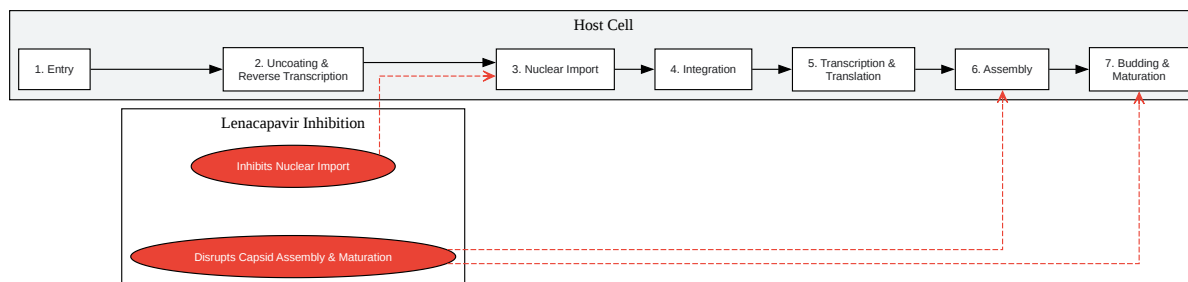 Host Cell
1. Entry
2. Uncoating &
Reverse Transcription
3. Nuclear Import
4. Integration
5. Transcription &
Translation
6. Assembly
7. Budding &
Maturation
Lenacapavir Inhibition
Inhibits Nuclear Import
Disrupts Capsid Assembly & Maturation